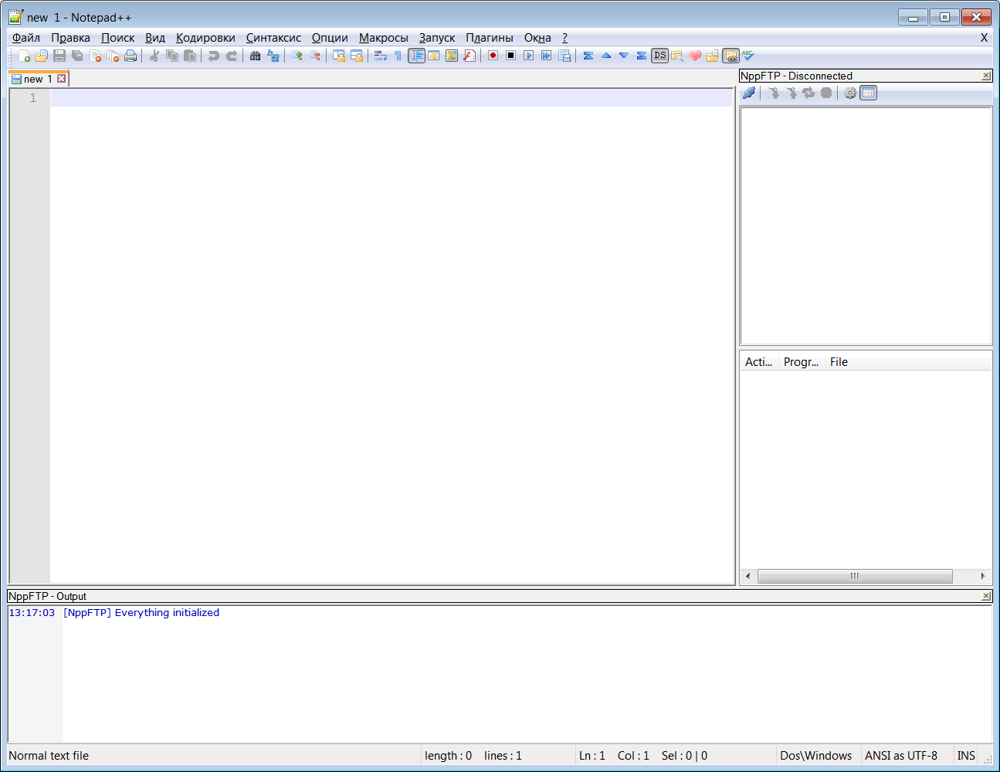 new 1 - Notepad++
Файл Правка Поиск Вид Кодировки Синтаксис Опции Макросы Запуск Плагины Окна ? X
DS ABC
new 1
NppFTP - Disconnected
1
Acti... Progr... File
NppFTP - Output
13:17:03 [NppFTP] Everything initialized
Normal text file length : 0 lines : 1 Ln : 1 Col : 1 Sel : 0 | 0 Dos\Windows ANSI as UTF-8 INS